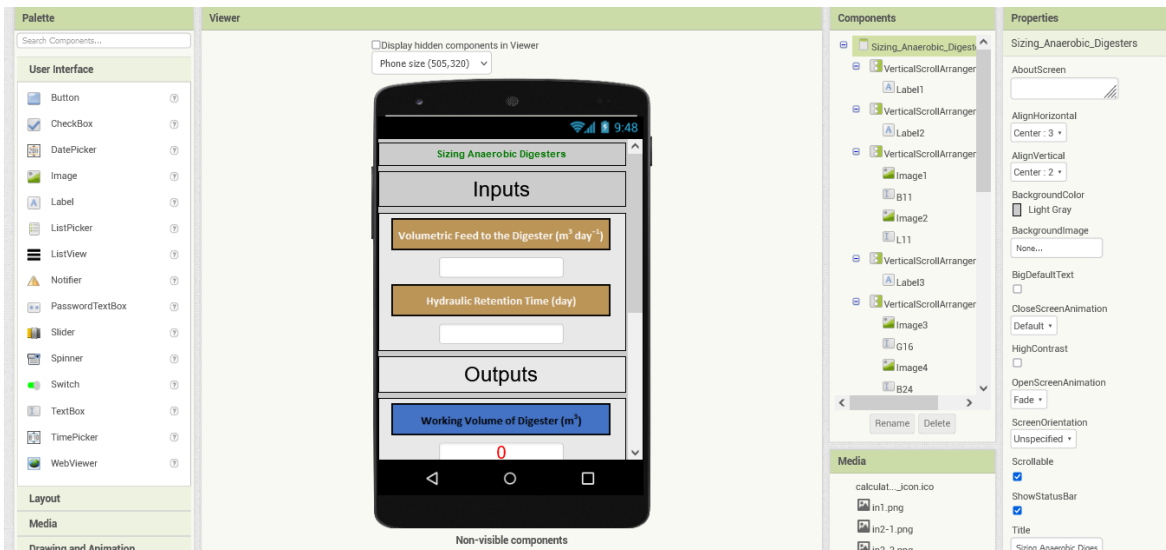 Palette
Search Components...
User Interface
Button
CheckBox
DatePicker
Image
Label
ListPicker
ListView
Notifier
PasswordTextBox
Slider
Spinner
Switch
TextBox
TimePicker
WebViewer
Layout
Media
Drawing and Animation
Viewer
Display hidden components in Viewer
Phone size (505,320)
9:48
Sizing Anaerobic Digesters
Inputs
Volumetric Feed to the Digester (m³ day⁻¹)
Hydraulic Retention Time (day)
Outputs
Working Volume of Digester (m³)
0
Non-visible components
Components
Sizing_Anaerobic_Digest
VerticalScrollArranger
Label1
VerticalScrollArranger
Label2
VerticalScrollArranger
Image1
B11
Image2
L11
VerticalScrollArranger
Label3
VerticalScrollArranger
Image3
G16
Image4
B24
Rename Delete
Media
calculat..._icon.ico
in1.png
in2-1.png
in2-2.png
Properties
Sizing_Anaerobic_Digesters
AboutScreen
AlignHorizontal
Center : 3
AlignVertical
Center : 2
BackgroundColor
Light Gray
BackgroundImage
None...
BigDefaultText
CloseScreenAnimation
Default
HighContrast
OpenScreenAnimation
Fade
ScreenOrientation
Unspecified
Scrollable
ShowStatusBar
Title
Sizing Anaerobic Diges